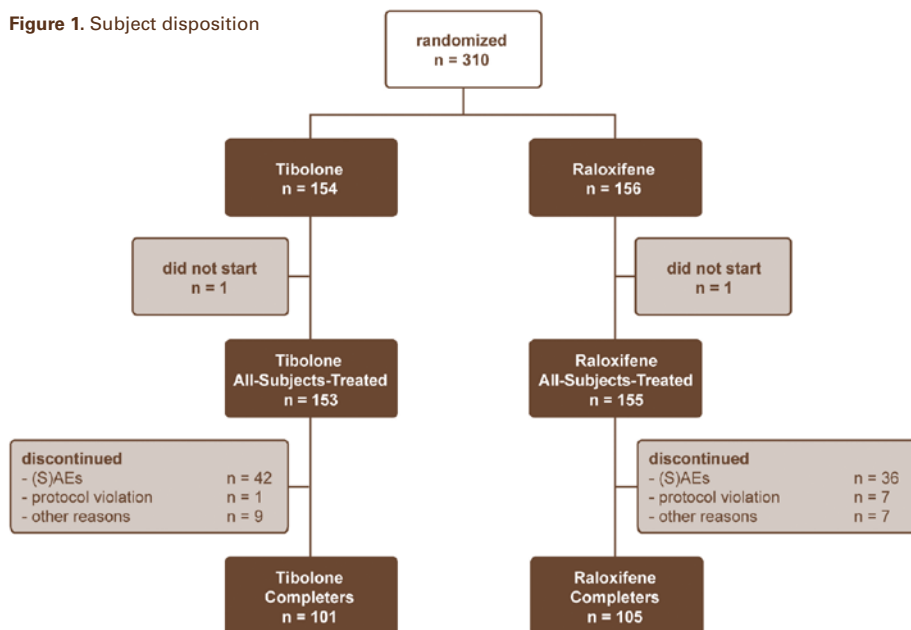 Figure 1. Subject disposition
randomized
n = 310
Tibolone
n = 154
Raloxifene
n = 156
did not start
n = 1
did not start
n = 1
Tibolone
All-Subjects-Treated
n = 153
Raloxifene
All-Subjects-Treated
n = 155
discontinued
- (S)AEs n = 42
- protocol violation n = 1
- other reasons n = 9
discontinued
- (S)AEs n = 36
- protocol violation n = 7
- other reasons n = 7
Tibolone
Completers
n = 101
Raloxifene
Completers
n = 105